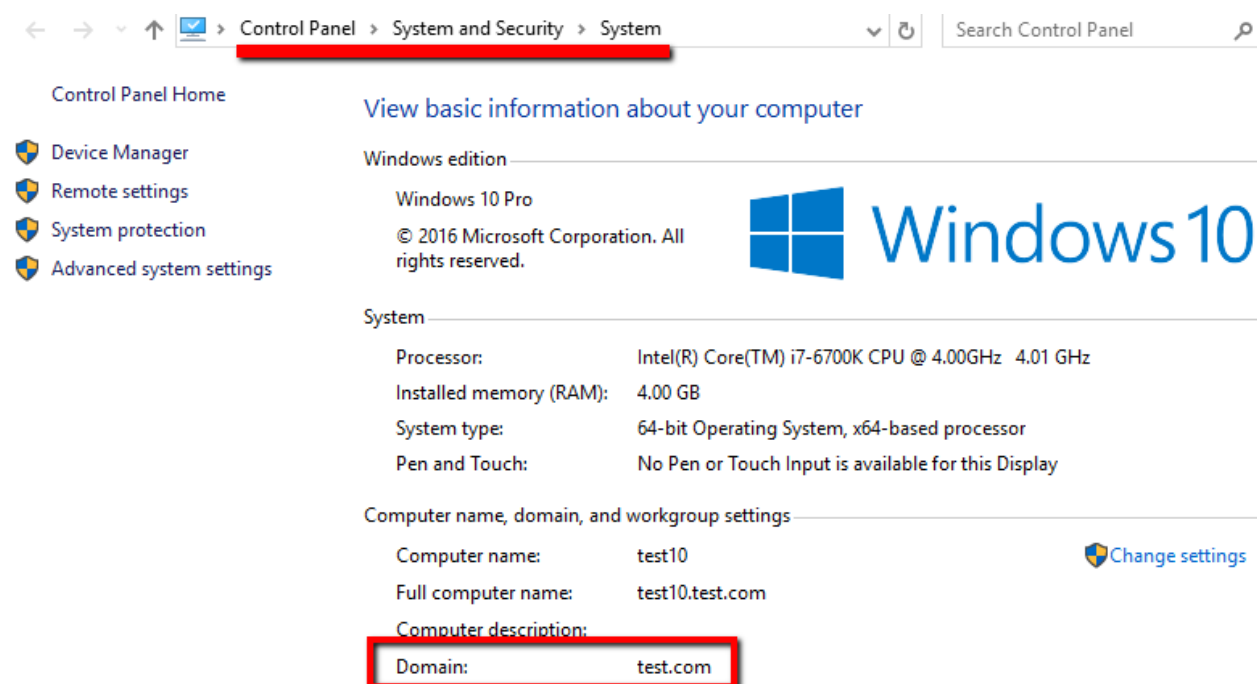 Control Panel > System and Security > System
Search Control Panel
Control Panel Home
Device Manager
Remote settings
System protection
Advanced system settings
View basic information about your computer
Windows edition
Windows 10 Pro
© 2016 Microsoft Corporation. All
rights reserved.
Windows 10
System
Processor: Intel(R) Core(TM) i7-6700K CPU @ 4.00GHz 4.01 GHz
Installed memory (RAM): 4.00 GB
System type: 64-bit Operating System, x64-based processor
Pen and Touch: No Pen or Touch Input is available for this Display
Computer name, domain, and workgroup settings
Computer name: test10
Change settings
Full computer name: test10.test.com
Computer description:
Domain: test.com